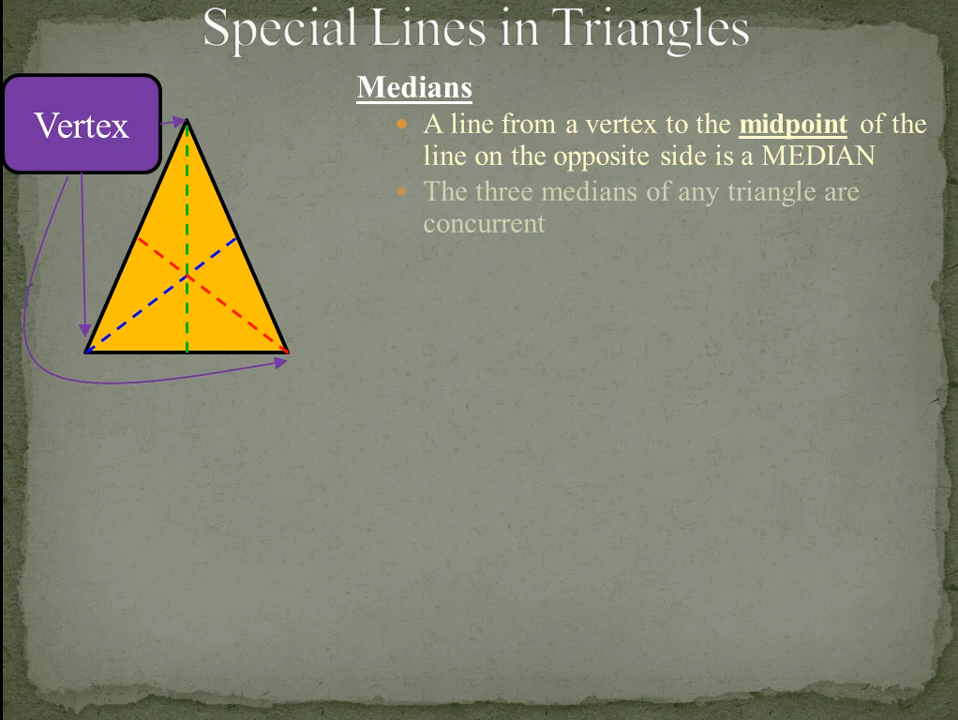 Special Lines in Triangles
Vertex
Medians
A line from a vertex to the midpoint of the
line on the opposite side is a MEDIAN
The three medians of any triangle are
concurrent